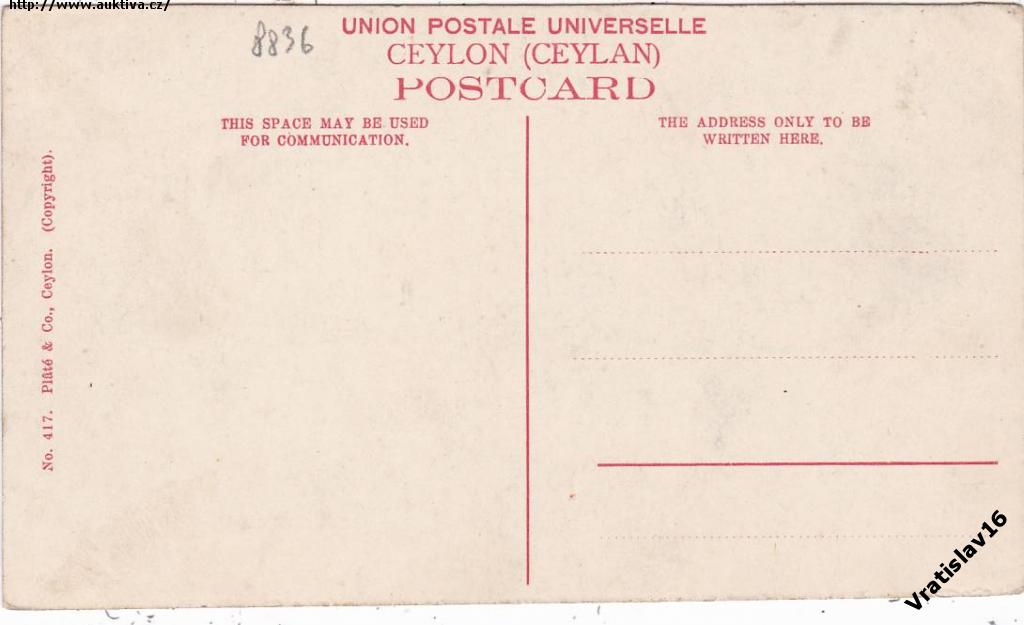 http://www.auktiva.cz/
8836
UNION POSTALE UNIVERSELLE
CEYLON (CEYLAN)
POSTCARD
THIS SPACE MAY BE USED
FOR COMMUNICATION.
THE ADDRESS ONLY TO BE
WRITTEN HERE.
No. 417. Plâté & Co., Ceylon. (Copyright).
Vratislav16